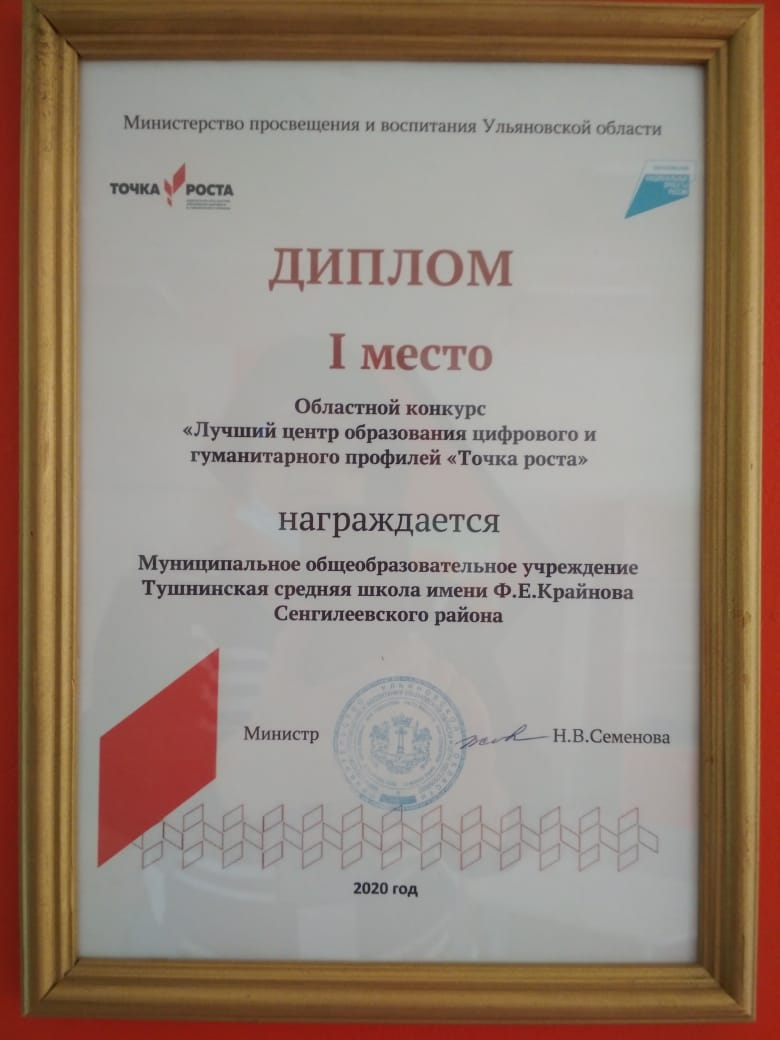 Министерство просвещения и воспитания Ульяновской области
ТОЧКА РОСТА
ДИПЛОМ
I место
Областной конкурс
«Лучший центр образования цифрового и
гуманитарного профилей «Точка роста»
награждается
Муниципальное общеобразовательное учреждение
Тушнинская средняя школа имени Ф.Е.Крайнова
Сенгилеевского района
Министр
Н.В.Семенова
2020 год